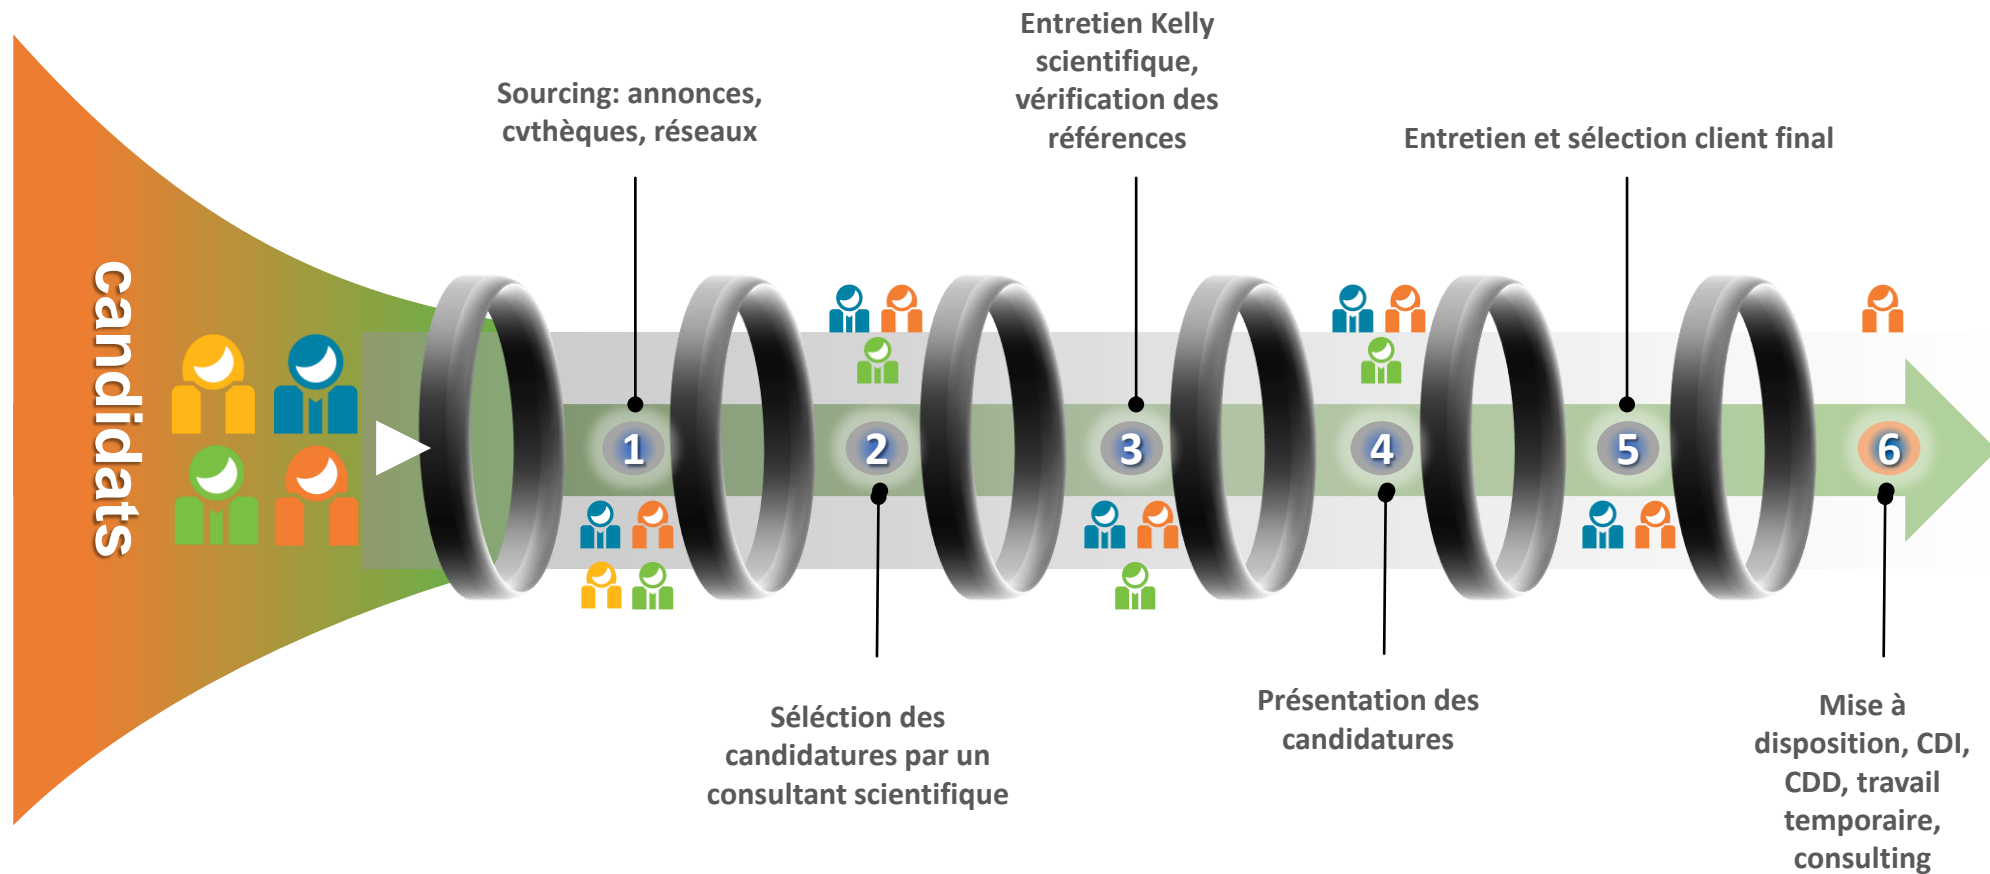 candidats
Sourcing: annonces,
cvthèques, réseaux
1
2
Séléction des
candidatures par un
consultant scientifique
Entretien Kelly
scientifique,
vérification des
références
3
4
Présentation des
candidatures
Entretien et sélection client final
5
6
Mise à
disposition, CDI,
CDD, travail
temporaire,
consulting